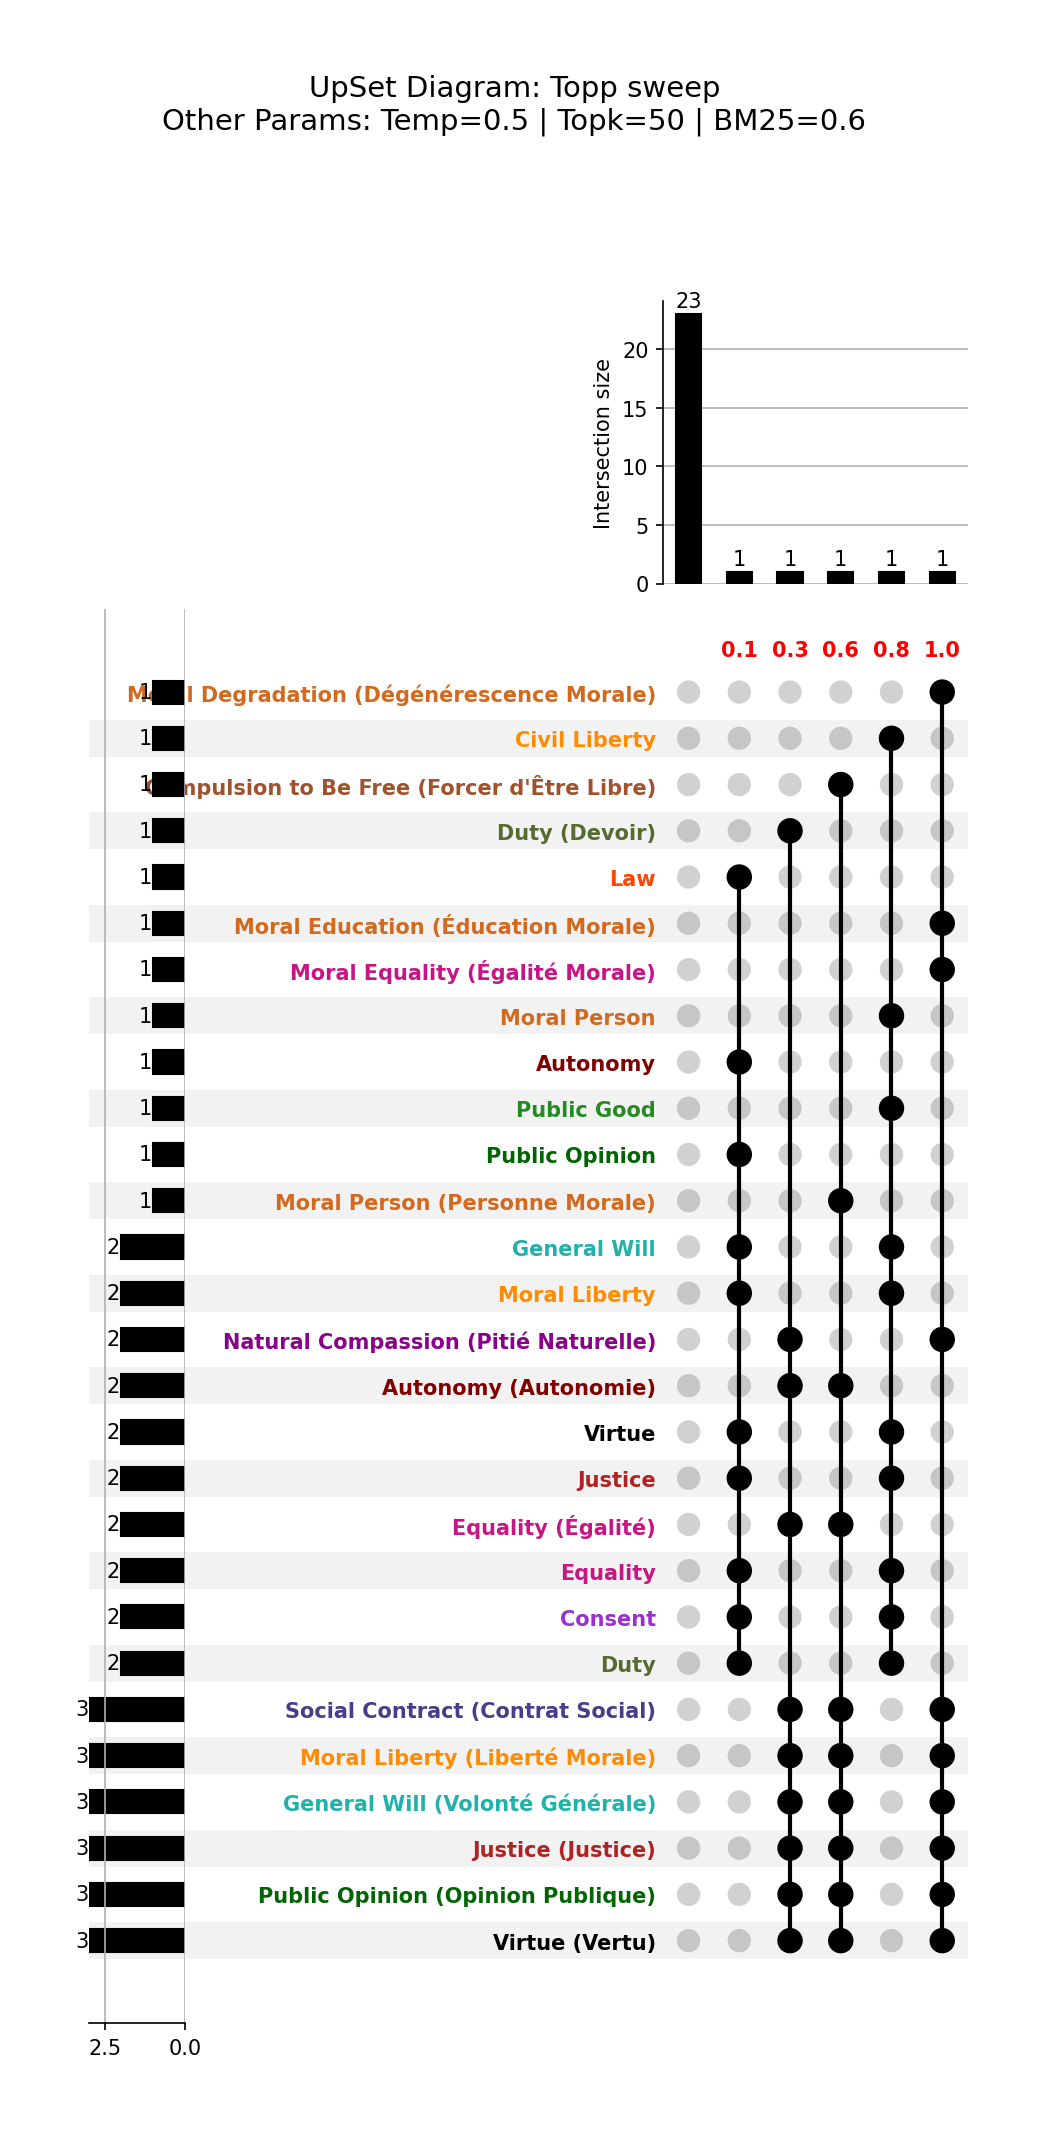 UpSet Diagram: Topp sweep
Other Params: Temp=0.5 | Topk=50 | BM25=0.6
23
20
15
10
5
0
Intersection size
1 1 1 1 1
0.1 0.3 0.6 0.8 1.0
1 Degradation (Dégénérescence Morale)
1 Civil Liberty
1 to Be Free (Forcer d'Être Libre)
1 Duty (Devoir)
1 Law
1 Moral Education (Éducation Morale)
1 Moral Equality (Égalité Morale)
1 Moral Person
1 Autonomy
1 Public Good
1 Public Opinion
1 Moral Person (Personne Morale)
2 General Will
2 Moral Liberty
2 Natural Compassion (Pitié Naturelle)
2 Autonomy (Autonomie)
2 Virtue
2 Justice
2 Equality (Égalité)
2 Equality
2 Consent
2 Duty
3 Social Contract (Contrat Social)
3 Moral Liberty (Liberté Morale)
3 General Will (Volonté Générale)
3 Justice (Justice)
3 Public Opinion (Opinion Publique)
3 Virtue (Vertu)
2.5 0.0